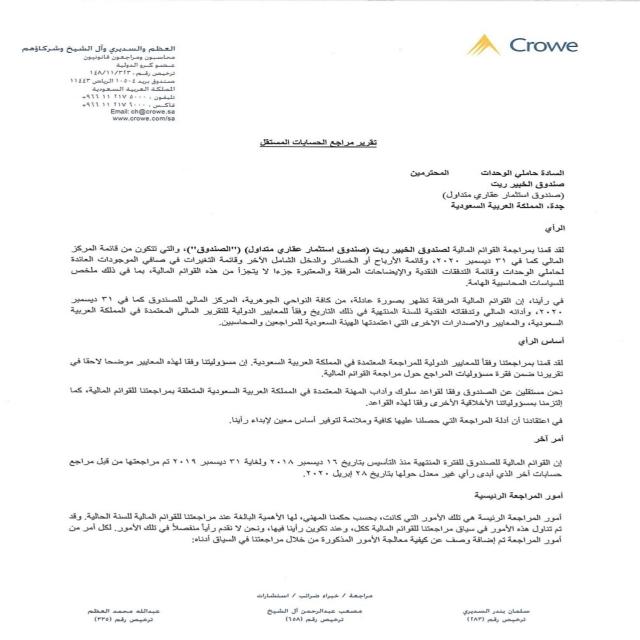 Crowe
العظم والسديري وآل الشيخ وشركاؤهم
محاسبون ومراجعون قانونيون
عضو كرو الدولية
ترخيص رقم: ١٤٨/١١/٣٢٣
صندوق بريد ١٠٥٠٤ الرياض ١١٤٤٣
المملكة العربية السعودية
تليفون: ٥٠٠٠ ٢١٧ ١١ ٩٦٦+
فاكس: ٦٠٠٠ ٢١٧ ١١ ٩٦٦+
Email: ch@crowe.sa
www.crowe.com/sa
تقرير مراجع الحسابات المستقل
السادة حاملي الوحدات المحترمين
صندوق الخبير ريت
(صندوق استثمار عقاري متداول)
جدة، المملكة العربية السعودية
الرأي
لقد قمنا بمراجعة القوائم المالية لصندوق الخبير ريت (صندوق استثمار عقاري متداول) ("الصندوق")، والتي تتكون من قائمة المركز
المالي كما في ٣١ ديسمبر ٢٠٢٠، وقائمة الأرباح أو الخسائر والدخل الشامل الأخر وقائمة التغيرات في صافي الموجودات العائدة
لحاملي الوحدات وقائمة التدفقات النقدية والإيضاحات المرفقة والمعتبرة جزءا لا يتجزأ من هذه القوائم المالية، بما في ذلك ملخص
للسياسات المحاسبية الهامة.
في رأينا، إن القوائم المالية المرفقة تظهر بصورة عادلة، من كافة النواحي الجوهرية، المركز المالي للصندوق كما في ٣١ ديسمبر
٢٠٢٠، وأدائه المالي وتدفقاته النقدية للسنة المنتهية في ذلك التاريخ وفقاً للمعايير الدولية للتقرير المالي المعتمدة في المملكة العربية
السعودية، والمعايير والاصدارات الاخرى التي اعتمدتها الهيئة السعودية للمراجعين والمحاسبين.
أساس الرأي
لقد قمنا بمراجعتنا وفقاً للمعايير الدولية للمراجعة المعتمدة في المملكة العربية السعودية. إن مسؤوليتنا وفقا لهذه المعايير موضحا لاحقا في
تقريرنا ضمن فقرة مسؤوليات المراجع حول مراجعة القوائم المالية.
نحن مستقلين عن الصندوق وفقا لقواعد سلوك وآداب المهنة المعتمدة في المملكة العربية السعودية المتعلقة بمراجعتنا للقوائم المالية، كما
إلتزمنا بمسؤولياتنا الأخلاقية الأخرى وفقا لهذه القواعد.
في اعتقادنا أن أدلة المراجعة التي حصلنا عليها كافية وملائمة لتوفير أساس معين لإبداء رأينا.
أمر آخر
إن القوائم المالية للصندوق للفترة المنتهية منذ التأسيس بتاريخ ١٦ ديسمبر ٢٠١٨ ولغاية ٣١ ديسمبر ٢٠١٩ تم مراجعتها من قبل مراجع
حسابات آخر الذي أبدى رأي غير معدل حولها بتاريخ ٢٨ إبريل ٢٠٢٠.
أمور المراجعة الرئيسية
أمور المراجعة الرئيسة هي تلك الأمور التي كانت، بحسب حكمنا المهني، لها الأهمية البالغة عند مراجعتنا للقوائم المالية للسنة الحالية. وقد
تم تناول هذه الأمور في سياق مراجعتنا للقوائم المالية ككل، وعند تكوين رأينا فيها، ونحن لا نقدم رأياً منفصلاً في تلك الأمور. لكل أمر من
أمور المراجعة تم إضافة وصف عن كيفية معالجة الأمور المذكورة من خلال مراجعتنا في السياق أدناه:
مراجعة / خبراء ضرائب / استشارات
سلمان بندر السديري
ترخيص رقم (٢٨٣)
مصعب عبدالرحمن آل الشيخ
ترخيص رقم (٦٥٨)
عبدالله محمد العظم
ترخيص رقم (٣٣٥)